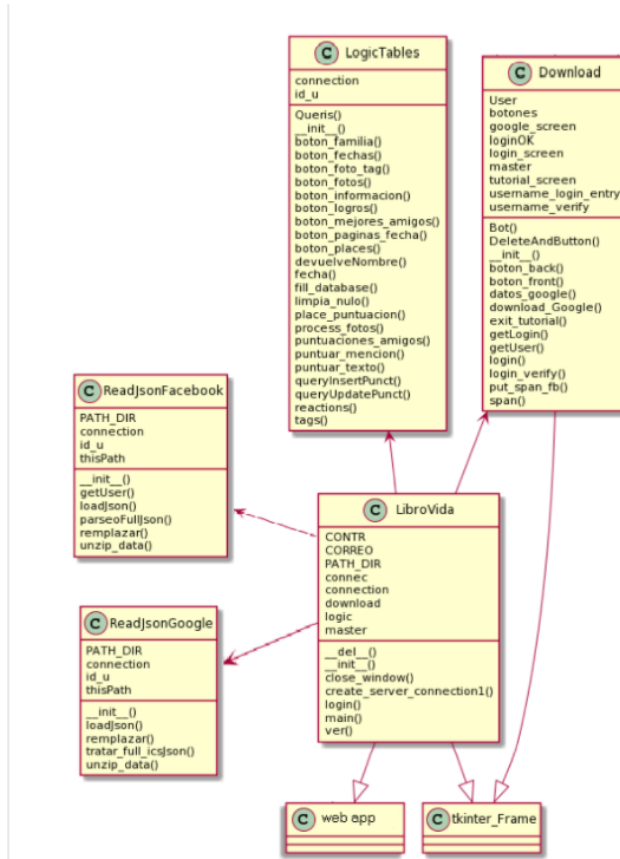 C LogicTables
connection
id_u
Queris()
__init__()
boton_familia()
boton_fechas()
boton_foto_tag()
boton_fotos()
boton_informacion()
boton_logros()
boton_mejores_amigos()
boton_paginas_fecha()
boton_places()
devuelveNombre()
fecha()
fill_database()
limpia_nulo()
place_puntuacion()
process_fotos()
puntuaciones_amigos()
puntuar_mencion()
puntuar_texto()
queryInsertPunct()
queryUpdatePunct()
reactions()
tags()
C Download
User
botones
google_screen
loginOK
login_screen
master
tutorial_screen
username_login_entry
username_verify
Bot()
DeleteAndButton()
__init__()
boton_back()
boton_front()
datos_google()
download_Google()
exit_tutorial()
getLogin()
getUser()
login()
login_verify()
put_span_fb()
span()
C ReadJsonFacebook
PATH_DIR
connection
id_u
thisPath
__init__()
getUser()
loadJson()
parseoFullJson()
remplazar()
unzip_data()
C LibroVida
CONTR
CORREO
PATH_DIR
connec
connection
download
logic
master
__del__()
__init__()
close_window()
create_server_connection1()
login()
main()
ver()
C ReadJsonGoogle
PATH_DIR
connection
id_u
thisPath
__init__()
loadJson()
remplazar()
tratar_full_icsJson()
unzip_data()
C web app
C tkinter_Frame